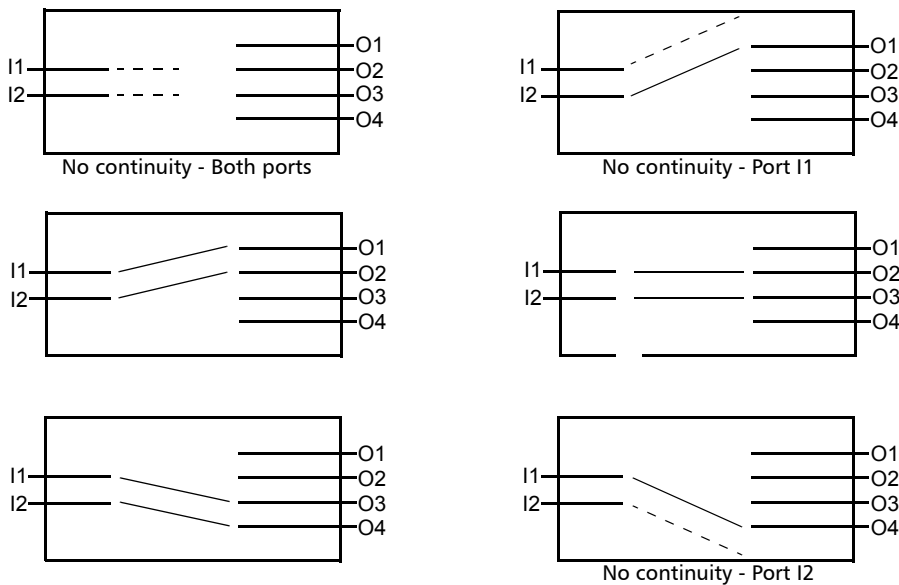 O1
I1
O2
I2
O3
O4
No continuity - Both ports
O1
I1
O2
I2
O3
O4
No continuity - Port I1
O1
I1
O2
I2
O3
O4
O1
I1
O2
I2
O3
O4
O1
I1
O2
I2
O3
O4
O1
I1
O2
I2
O3
O4
No continuity - Port I2